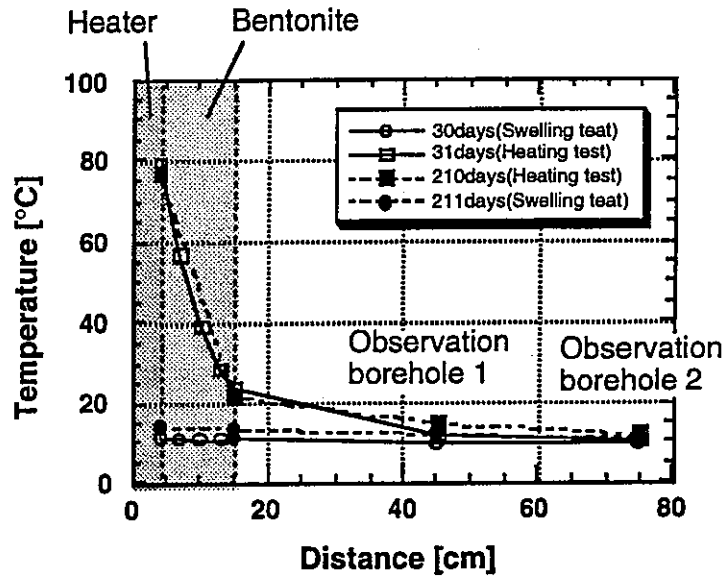 Heater
Bentonite
100
80
60
40
20
0
Temperature [°C]
30days(Swelling teat)
31days(Heating test)
210days(Heating test)
211days(Swelling teat)
Observation
borehole 1
Observation
borehole 2
0
20
40
60
80
Distance [cm]